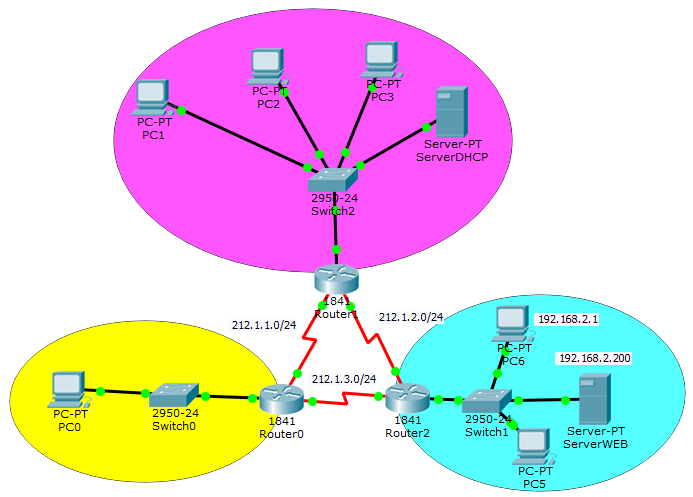 PC-PT
PC1
PC-PT
PC2
PC-PT
PC3
Server-PT
ServerDHCP
2950-24
Switch2
1841
Router1
212.1.1.0/24
212.1.2.0/24
212.1.3.0/24
192.168.2.1
PC-PT
PC6
192.168.2.200
PC-PT
PC0
2950-24
Switch0
1841
Router0
1841
Router2
2950-24
Switch1
Server-PT
ServerWEB
PC-PT
PC5